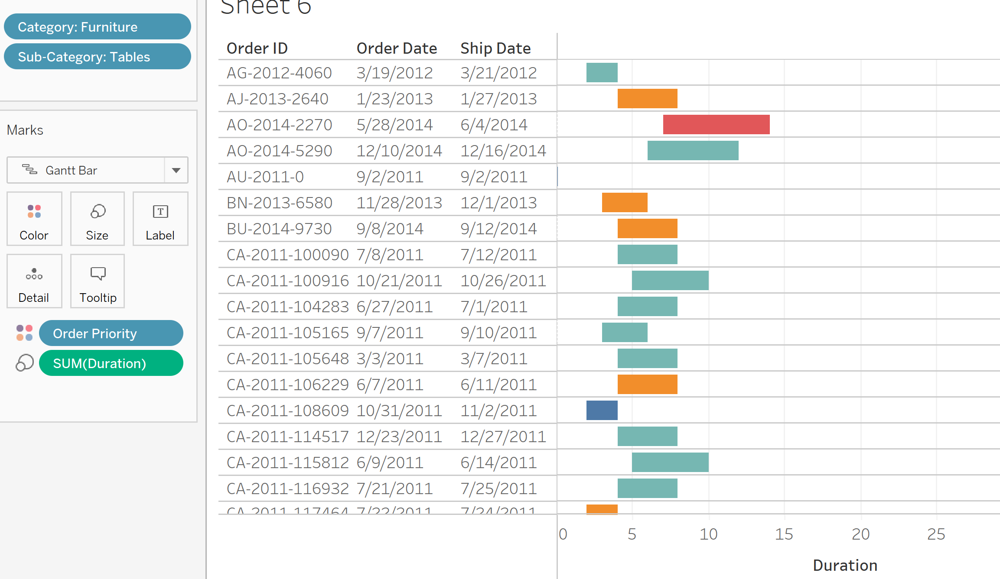 Sheet 6
Category: Furniture
Sub-Category: Tables
Marks
Gantt Bar
Color Size Label
Detail Tooltip
Order Priority
SUM(Duration)
Order ID Order Date Ship Date
AG-2012-4060 3/19/2012 3/21/2012
AJ-2013-2640 1/23/2013 1/27/2013
AO-2014-2270 5/28/2014 6/4/2014
AO-2014-5290 12/10/2014 12/16/2014
AU-2011-0 9/2/2011 9/2/2011
BN-2013-6580 11/28/2013 12/1/2013
BU-2014-9730 9/8/2014 9/12/2014
CA-2011-100090 7/8/2011 7/12/2011
CA-2011-100916 10/21/2011 10/26/2011
CA-2011-104283 6/27/2011 7/1/2011
CA-2011-105165 9/7/2011 9/10/2011
CA-2011-105648 3/3/2011 3/7/2011
CA-2011-106229 6/7/2011 6/11/2011
CA-2011-108609 10/31/2011 11/2/2011
CA-2011-114517 12/23/2011 12/27/2011
CA-2011-115812 6/9/2011 6/14/2011
CA-2011-116932 7/21/2011 7/25/2011
CA-2011-117464 7/22/2011 7/24/2011
0 5 10 15 20 25
Duration